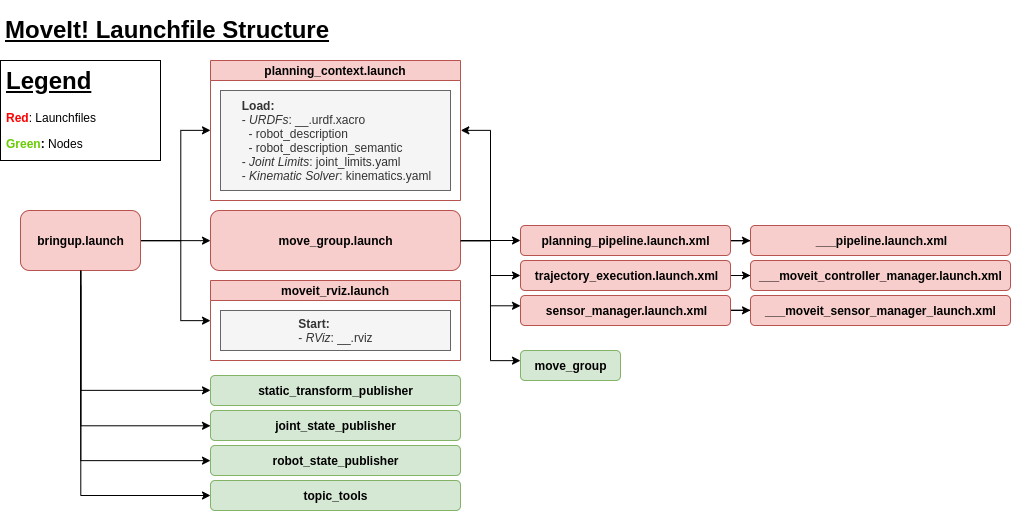 MoveIt! Launchfile Structure
Legend
Red: Launchfiles
Green: Nodes
planning_context.launch
Load:
- URDFs: __.urdf.xacro
- robot_description
- robot_description_semantic
- Joint Limits: joint_limits.yaml
- Kinematic Solver: kinematics.yaml
bringup.launch
move_group.launch
planning_pipeline.launch.xml
___pipeline.launch.xml
trajectory_execution.launch.xml
___moveit_controller_manager.launch.xml
sensor_manager.launch.xml
___moveit_sensor_manager_launch.xml
moveit_rviz.launch
Start:
- RViz: __.rviz
move_group
static_transform_publisher
joint_state_publisher
robot_state_publisher
topic_tools